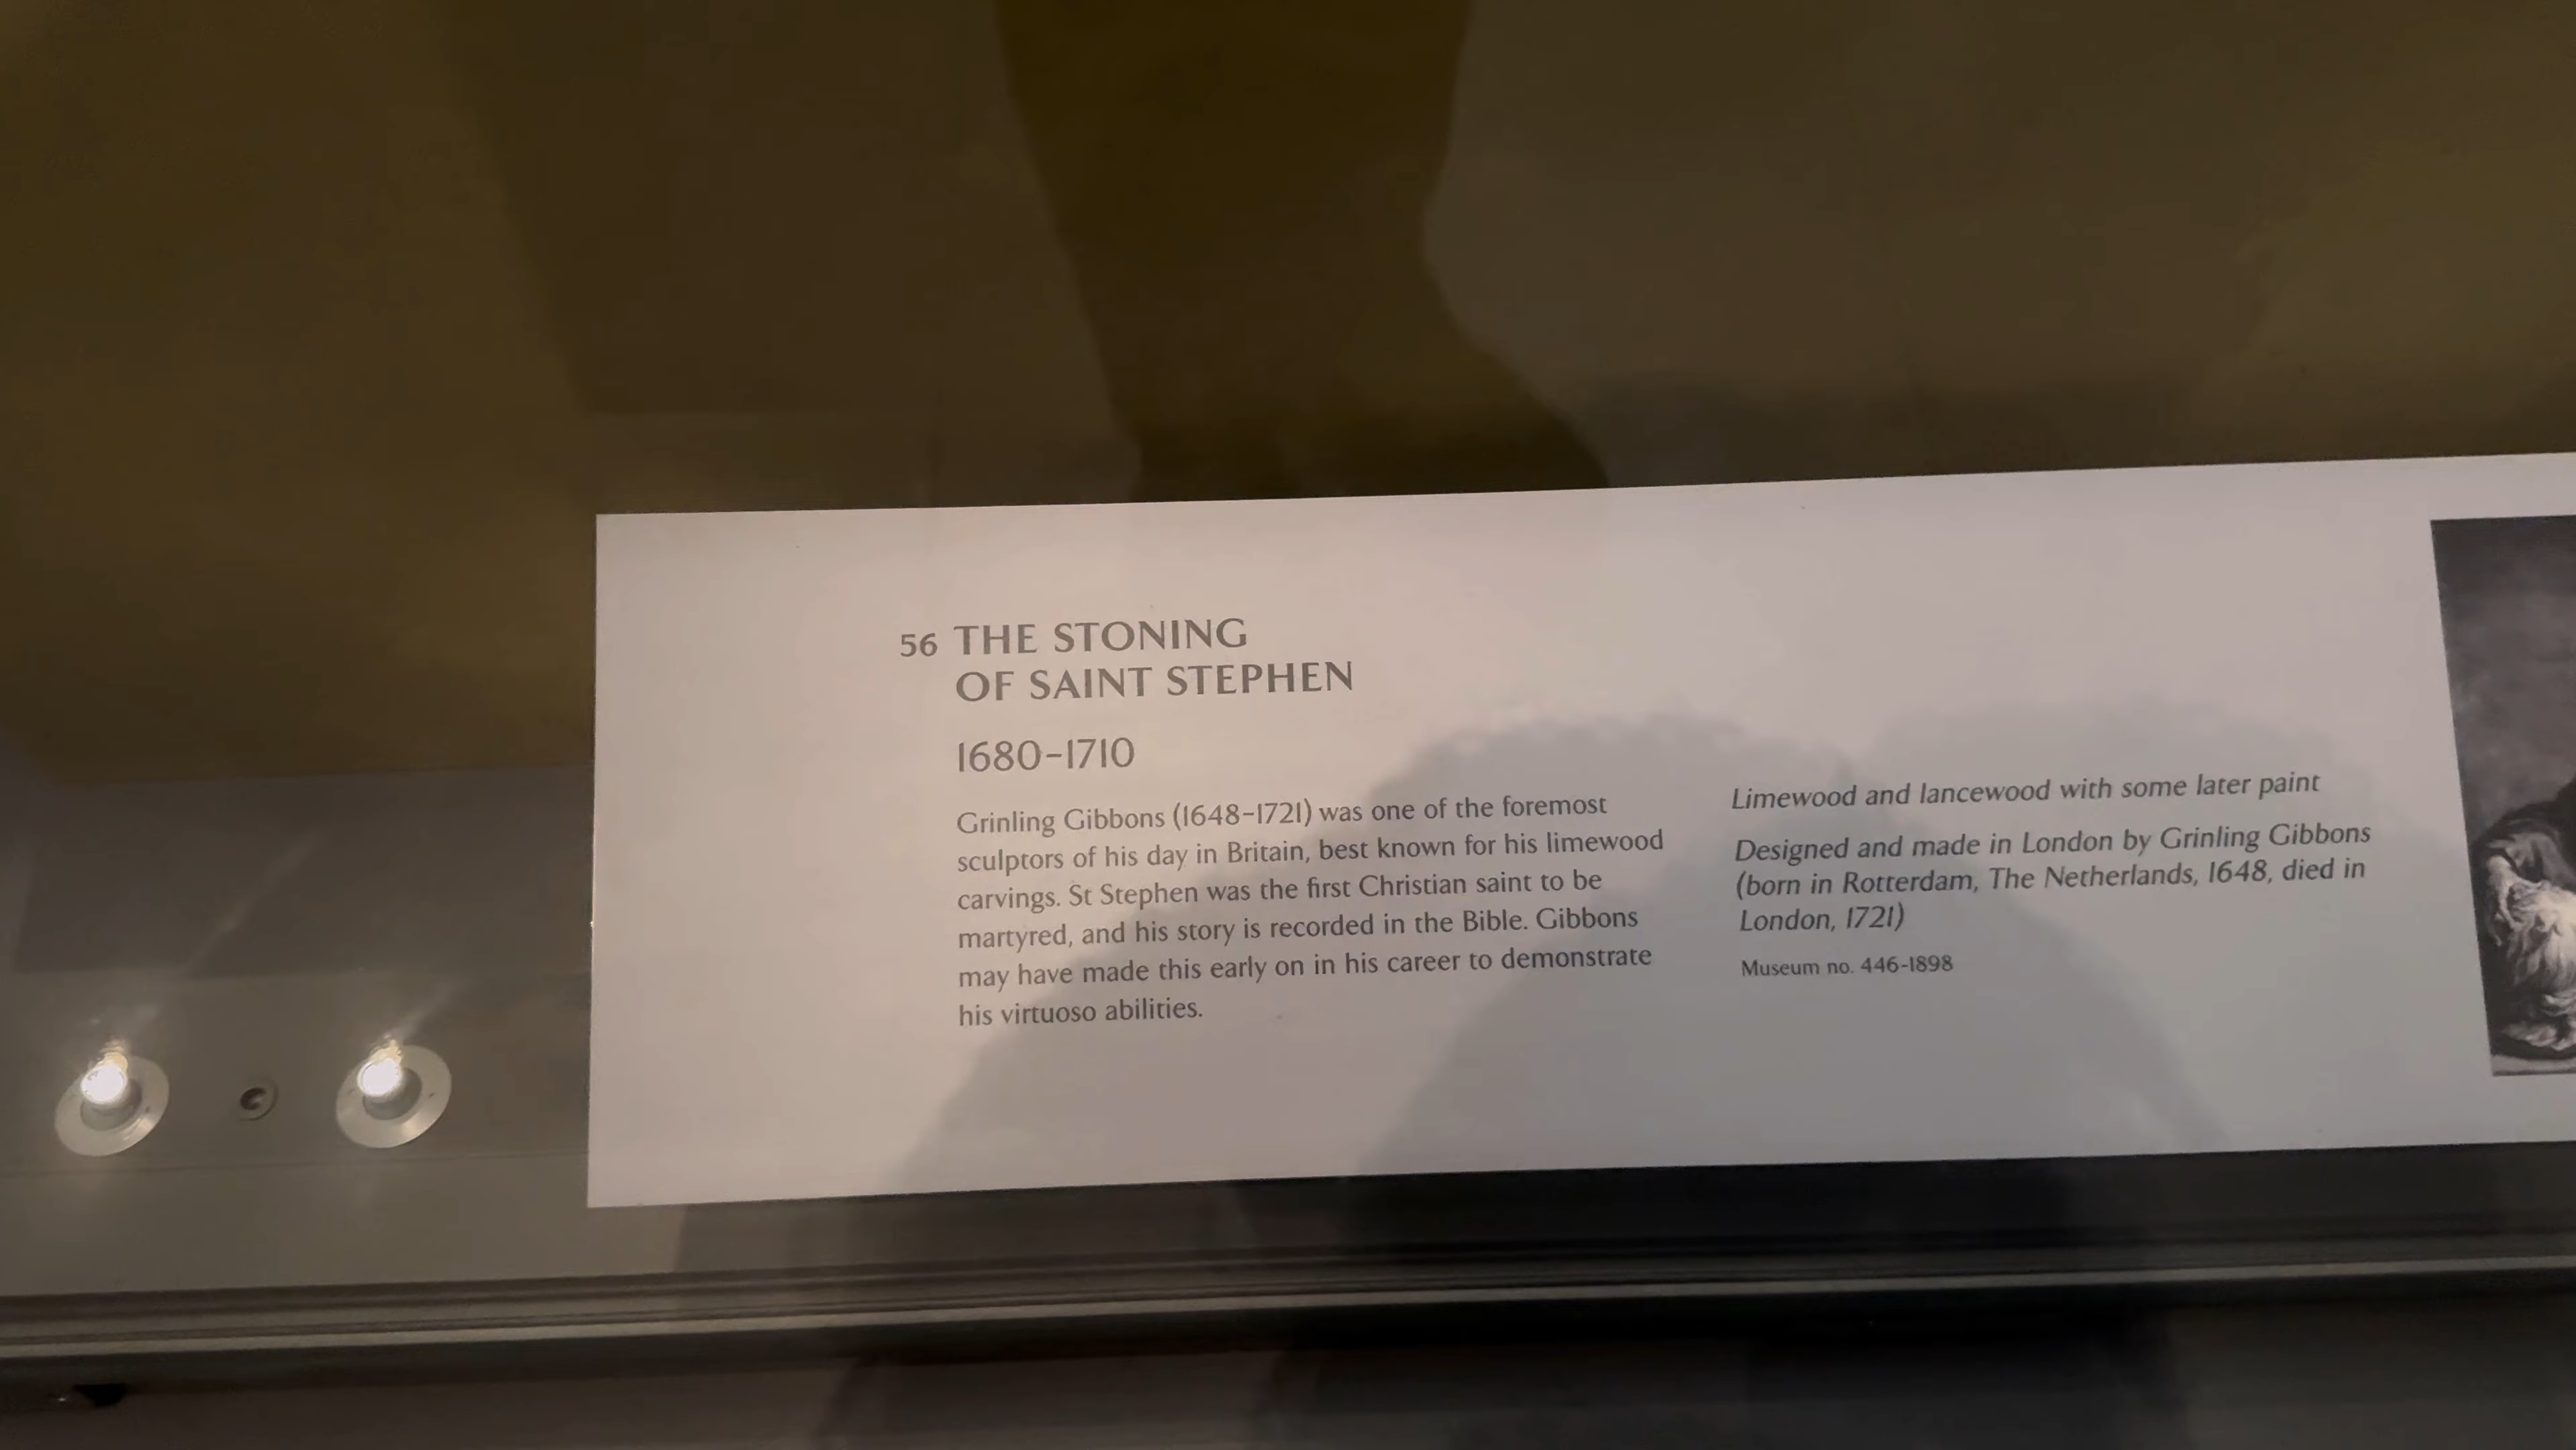 56 THE STONING
OF SAINT STEPHEN
1680–1710
Grinling Gibbons (1648–1721) was one of the foremost
sculptors of his day in Britain, best known for his limewood
carvings. St Stephen was the first Christian saint to be
martyred, and his story is recorded in the Bible. Gibbons
may have made this early on in his career to demonstrate
his virtuoso abilities.
Limewood and lancewood with some later paint
Designed and made in London by Grinling Gibbons
(born in Rotterdam, The Netherlands, 1648, died in
London, 1721)
Museum no. 446-1898